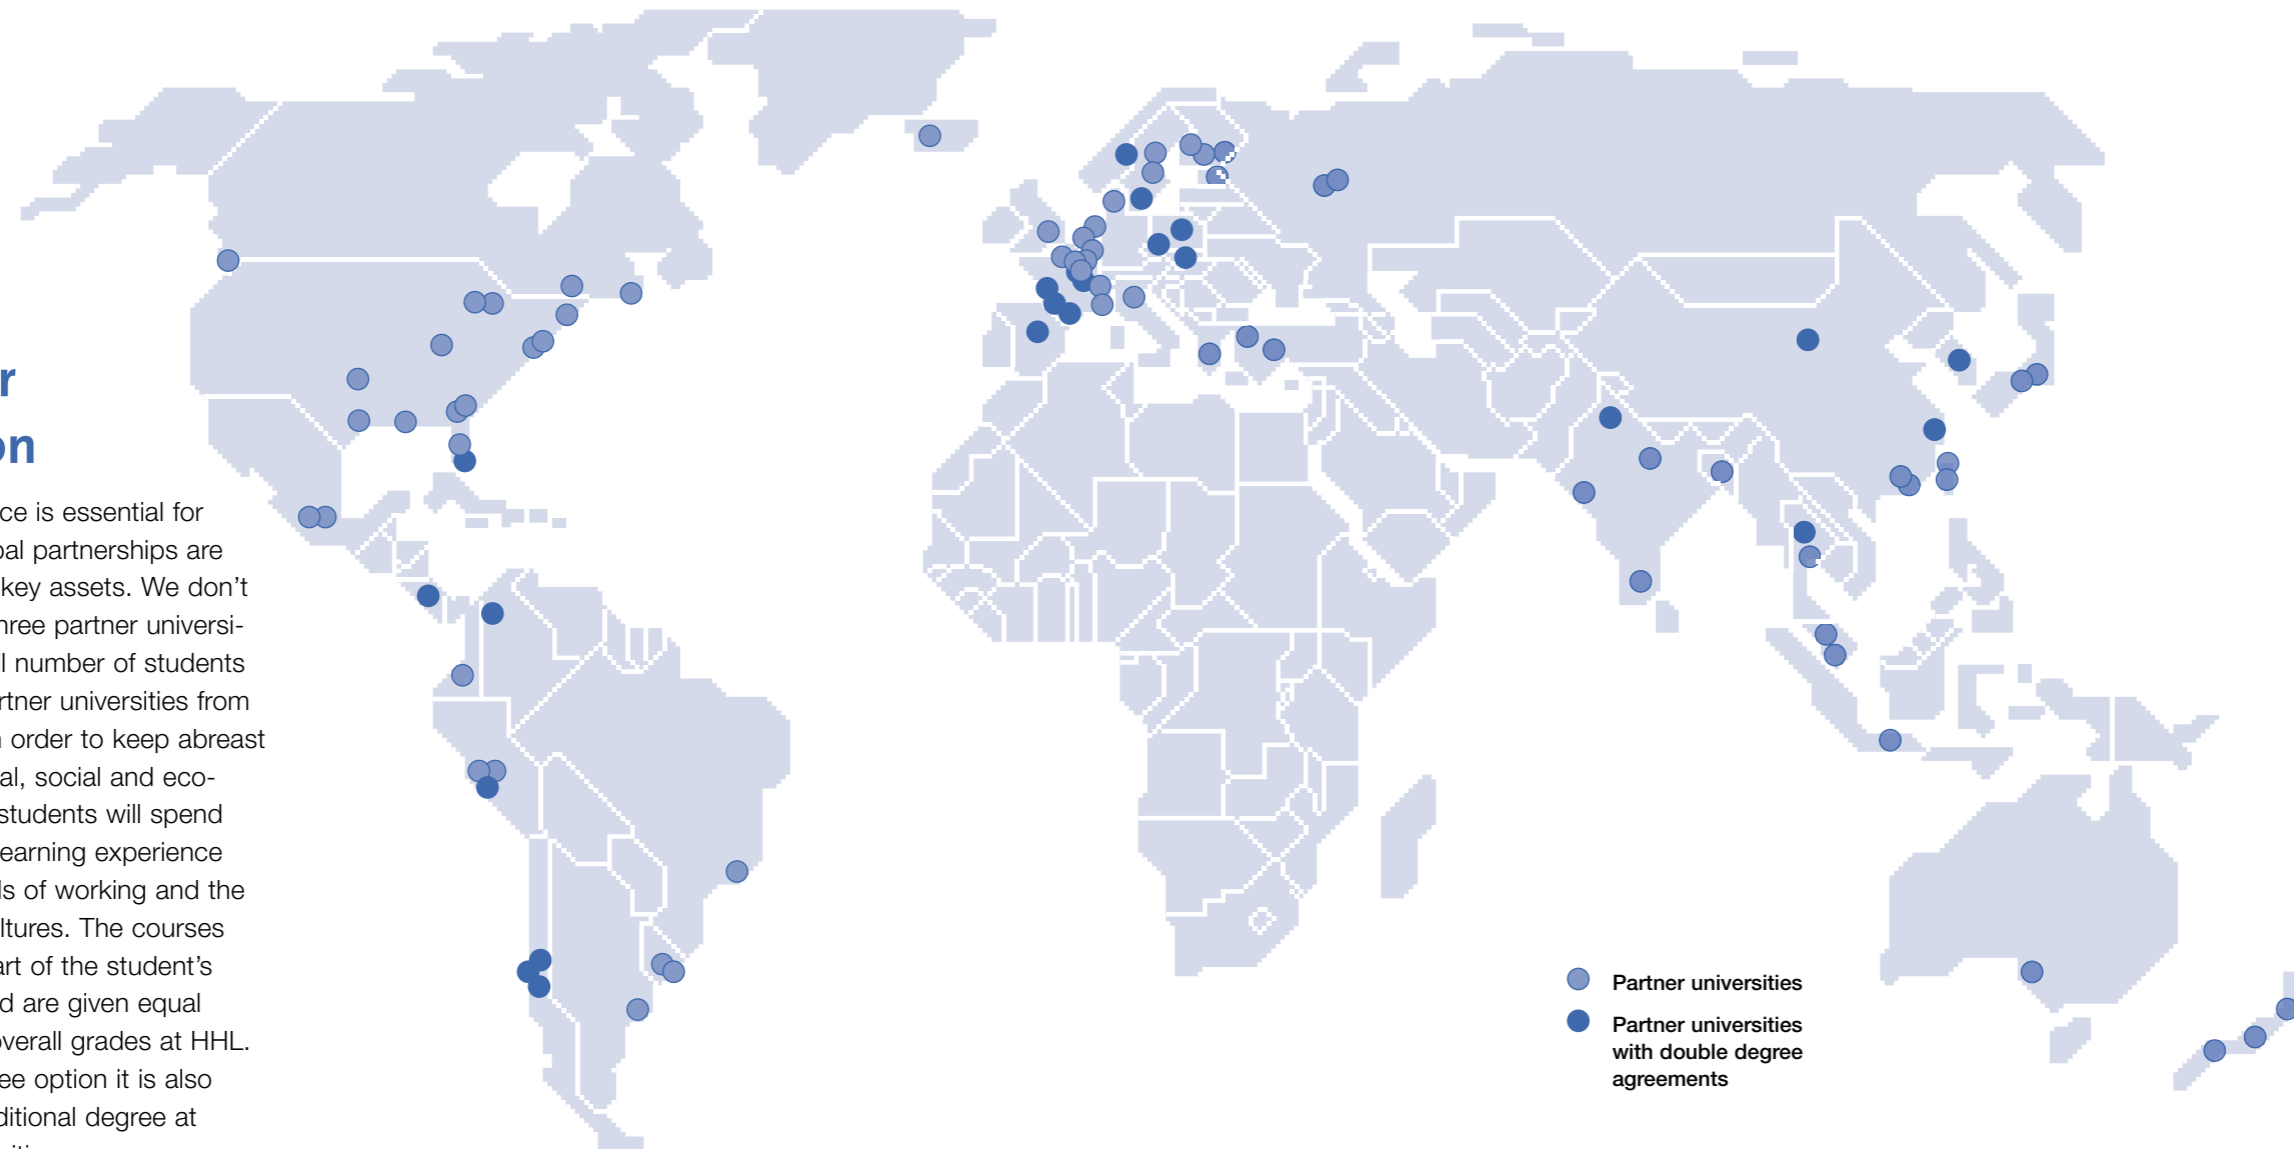 r
on
ce is essential for
bal partnerships are
key assets. We don’t
hree partner universi-
l number of students
rtner universities from
n order to keep abreast
al, social and eco-
students will spend
earning experience
ls of working and the
ltures. The courses
art of the student’s
d are given equal
overall grades at HHL.
ee option it is also
ditional degree at
Partner universities
Partner universities
with double degree
agreements